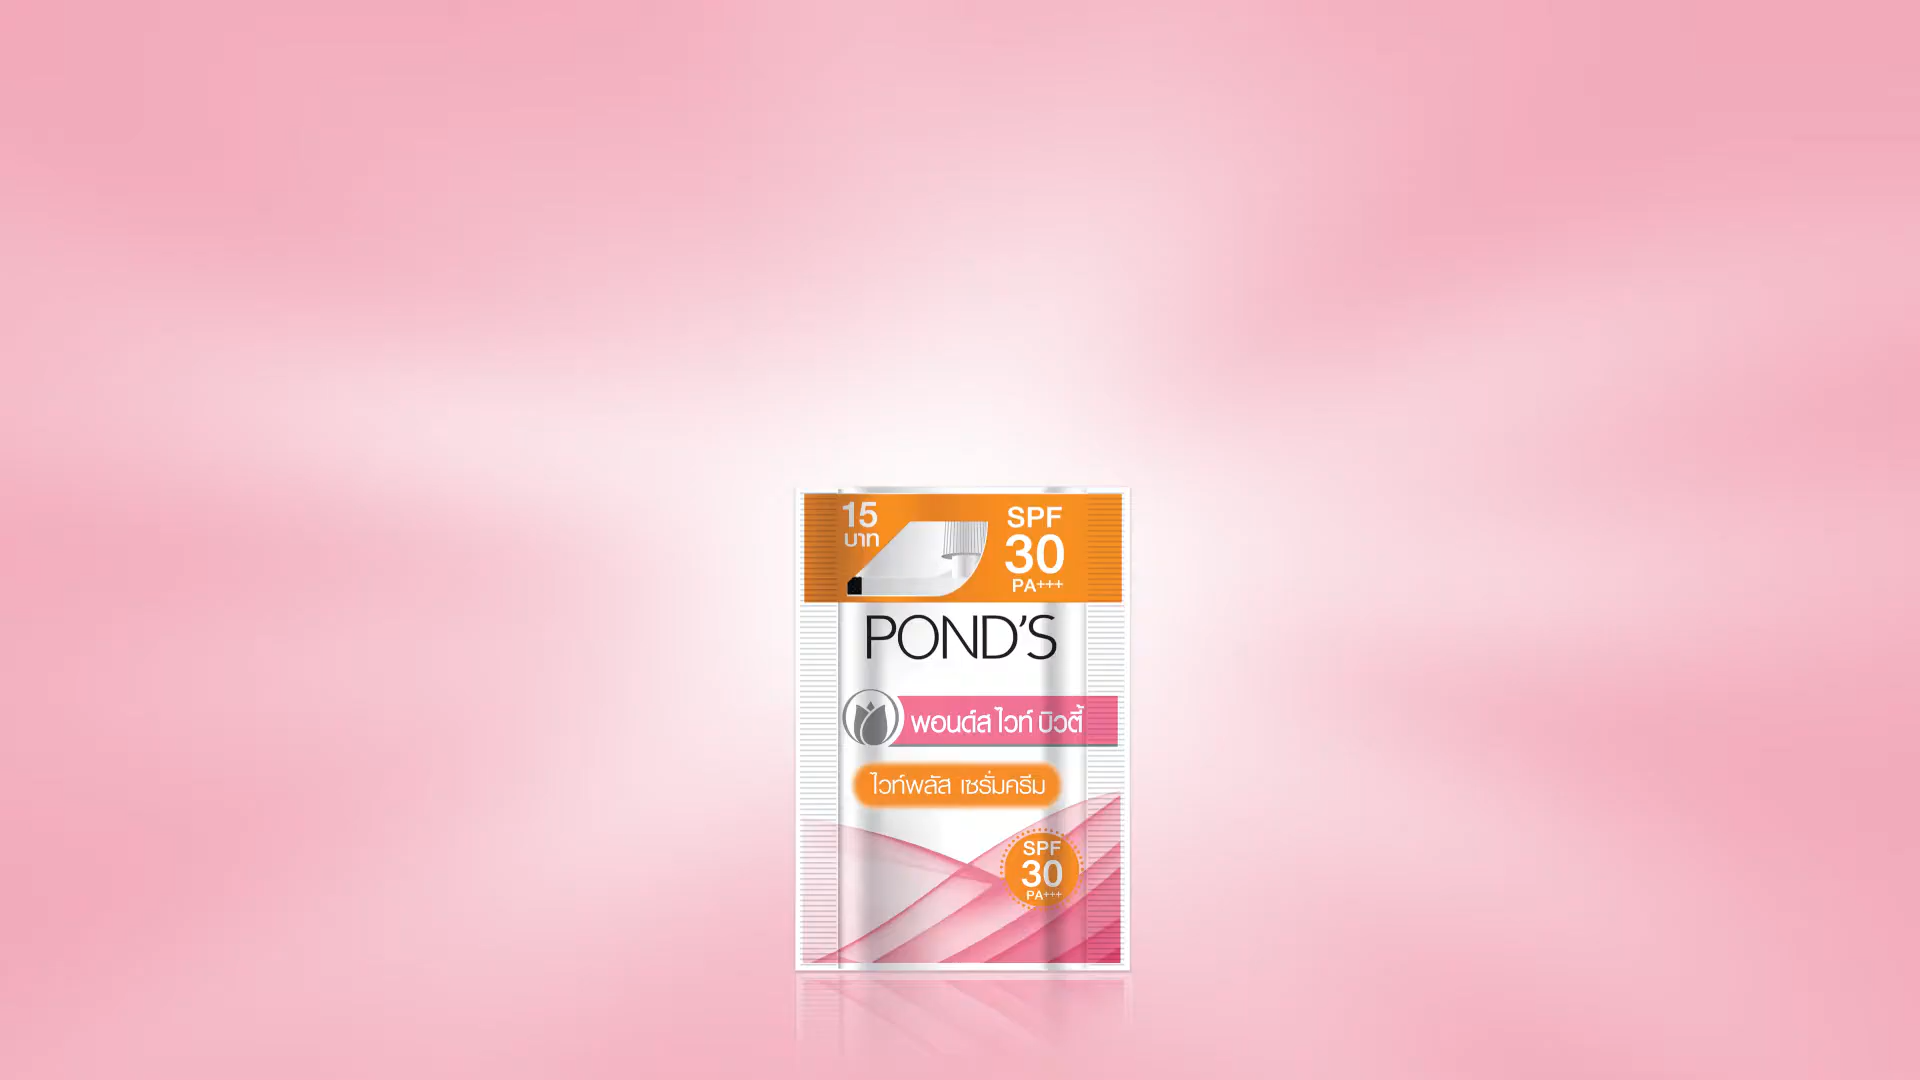 15
บาท
SPF
30
PA+++
POND'S
พอนด์ส ไวท์ บิวตี้
ไวท์พลัส เซรั่มครีม
SPF
30
PA+++